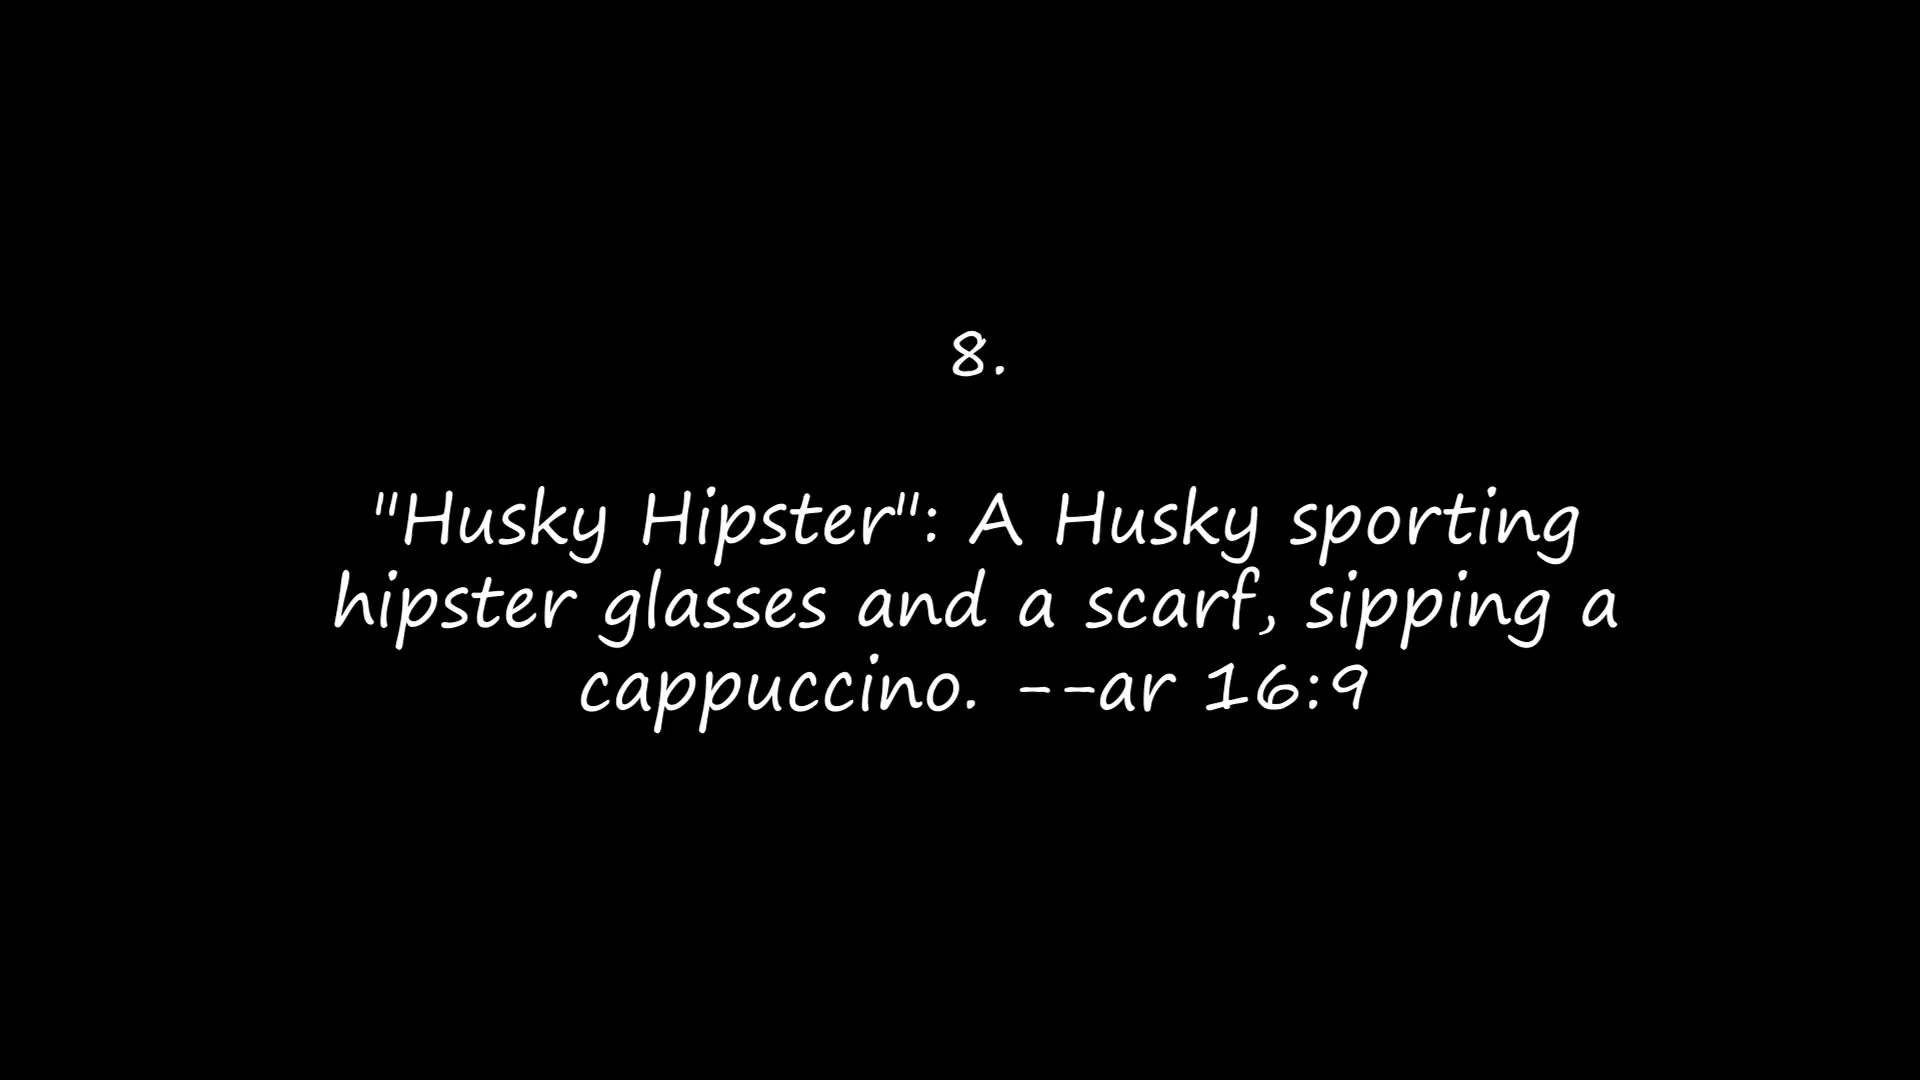 8.
"Husky Hipster": A Husky sporting
hipster glasses and a scarf, sipping a
cappuccino. --ar 16:9